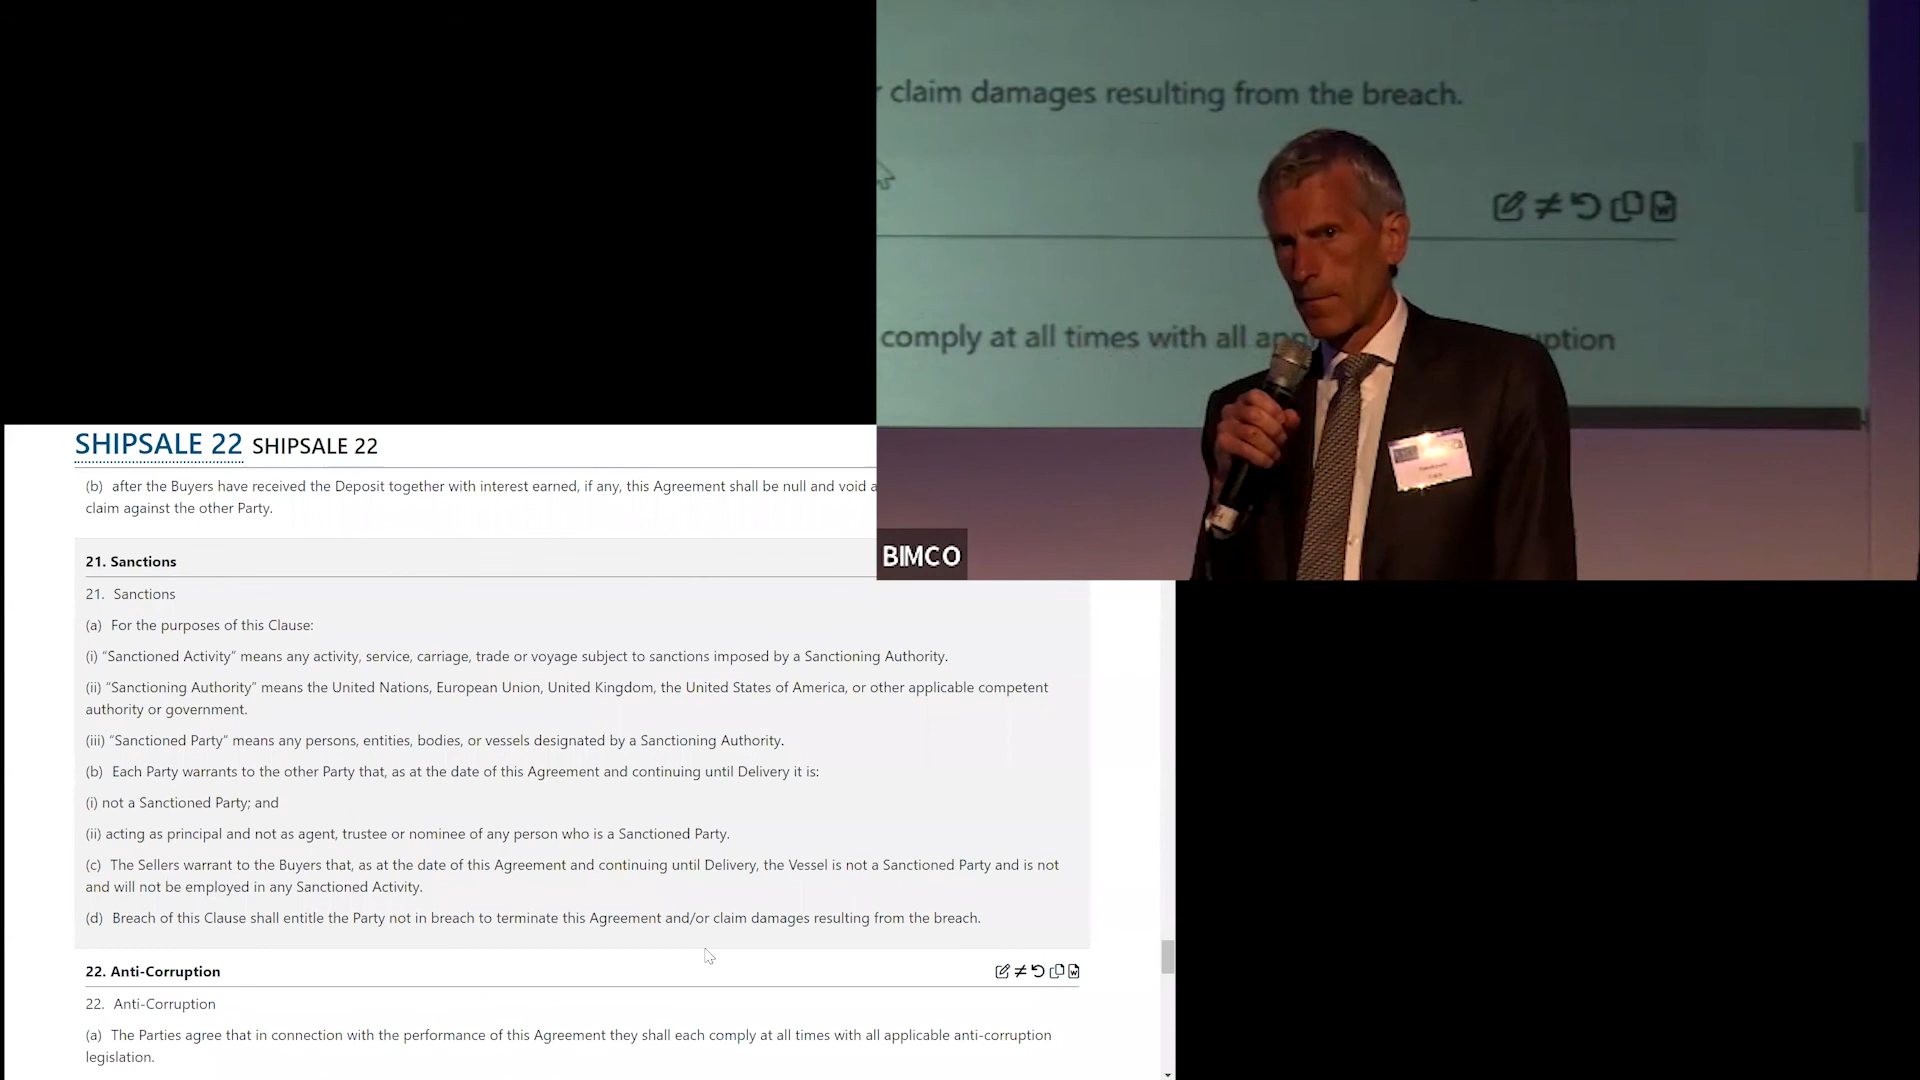 claim damages resulting from the breach.
comply at all times with all
BIMCO
SHIPSALE 22 SHIPSALE 22
(b) after the Buyers have received the Deposit together with interest earned, if any, this Agreement shall be null and void
claim against the other Party.
21. Sanctions
21. Sanctions
(a) For the purposes of this Clause:
(i) “Sanctioned Activity” means any activity, service, carriage, trade or voyage subject to sanctions imposed by a Sanctioning Authority.
(ii) “Sanctioning Authority” means the United Nations, European Union, United Kingdom, the United States of America, or other applicable competent
authority or government.
(iii) “Sanctioned Party” means any persons, entities, bodies, or vessels designated by a Sanctioning Authority.
(b) Each Party warrants to the other Party that, as at the date of this Agreement and continuing until Delivery it is:
(i) not a Sanctioned Party; and
(ii) acting as principal and not as agent, trustee or nominee of any person who is a Sanctioned Party.
(c) The Sellers warrant to the Buyers that, as at the date of this Agreement and continuing until Delivery, the Vessel is not a Sanctioned Party and is not
and will not be employed in any Sanctioned Activity.
(d) Breach of this Clause shall entitle the Party not in breach to terminate this Agreement and/or claim damages resulting from the breach.
22. Anti-Corruption
22. Anti-Corruption
(a) The Parties agree that in connection with the performance of this Agreement they shall each comply at all times with all applicable anti-corruption
legislation.